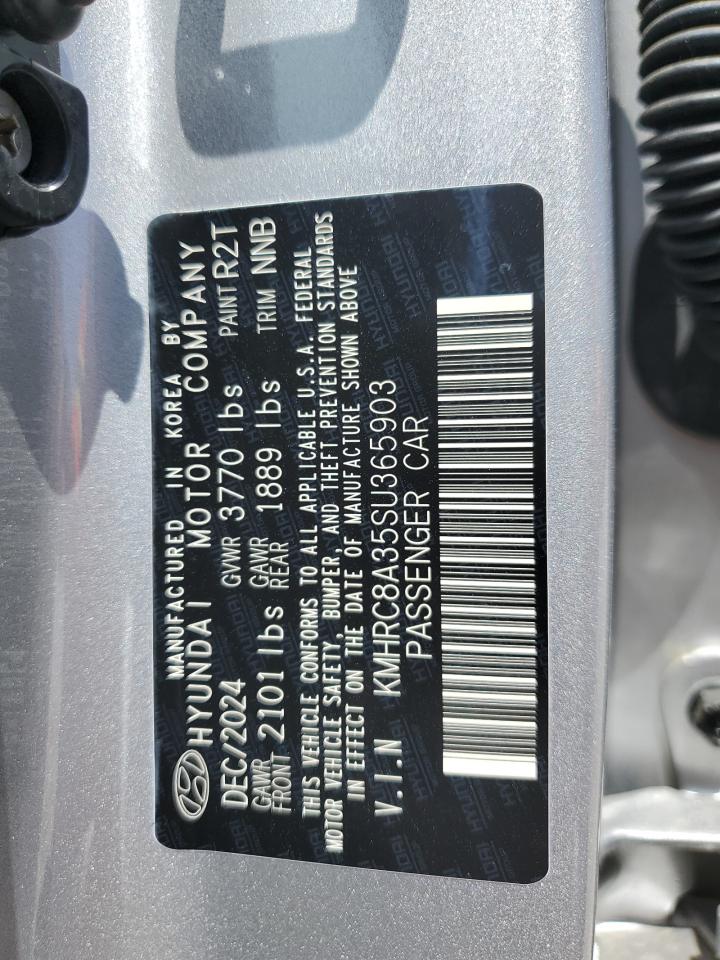 MANUFACTURED IN KOREA BY
HYUNDAI MOTOR COMPANY
DEC/2024 GVWR 3770 lbs PAINT R2T
GAWR FRONT 2101 lbs GAWR REAR 1889 lbs TRIM NNB
THIS VEHICLE CONFORMS TO ALL APPLICABLE U.S.A. FEDERAL
MOTOR VEHICLE SAFETY, BUMPER, AND THEFT PREVENTION STANDARDS
IN EFFECT ON THE DATE OF MANUFACTURE SHOWN ABOVE
V.I.N KMHRC8A35SU365903
PASSENGER CAR